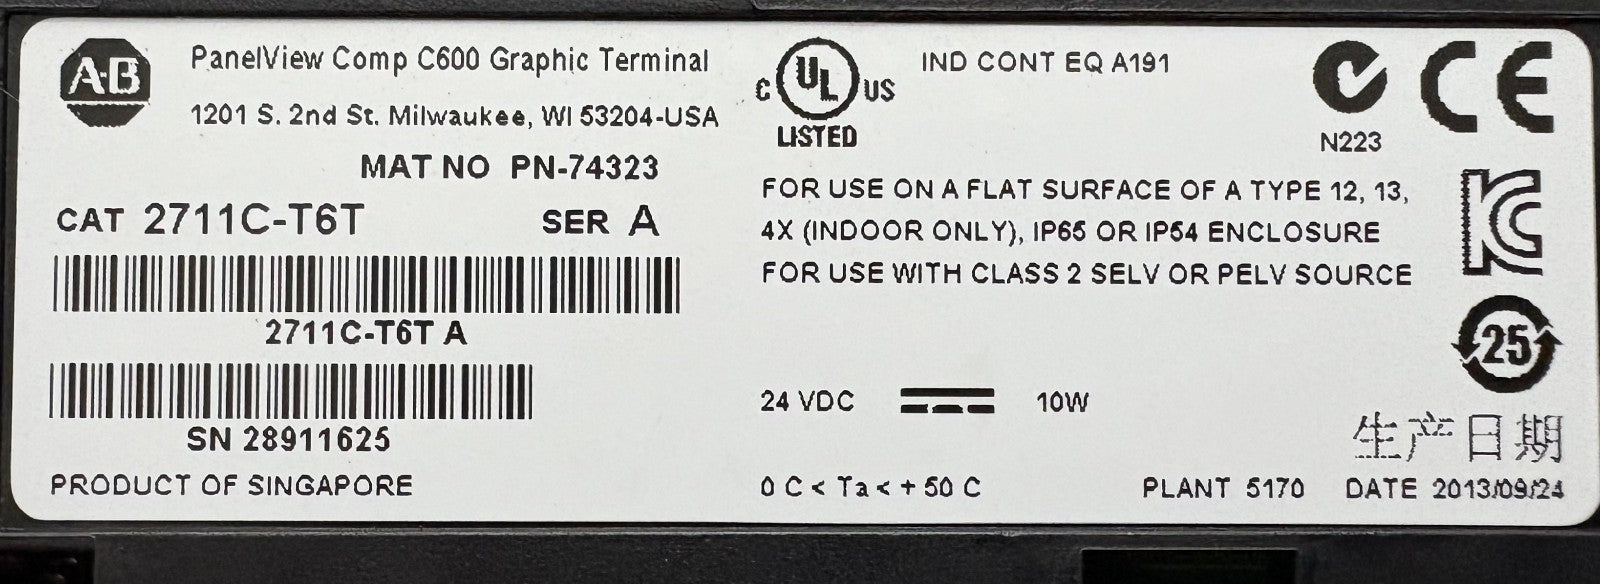 A-B
PanelView Comp C600 Graphic Terminal
1201 S. 2nd St. Milwaukee, WI 53204-USA
MAT NO PN-74323
CAT 2711C-T6T SER A
2711C-T6T A
SN 28911625
PRODUCT OF SINGAPORE
C UL US
LISTED
IND CONT EQ A191
N223
CE
FOR USE ON A FLAT SURFACE OF A TYPE 12, 13,
4X (INDOOR ONLY), IP65 OR IP54 ENCLOSURE
FOR USE WITH CLASS 2 SELV OR PELV SOURCE
KC
25
24 VDC 10W
生产日期
0 C < Ta < + 50 C
PLANT 5170 DATE 2013/09/24